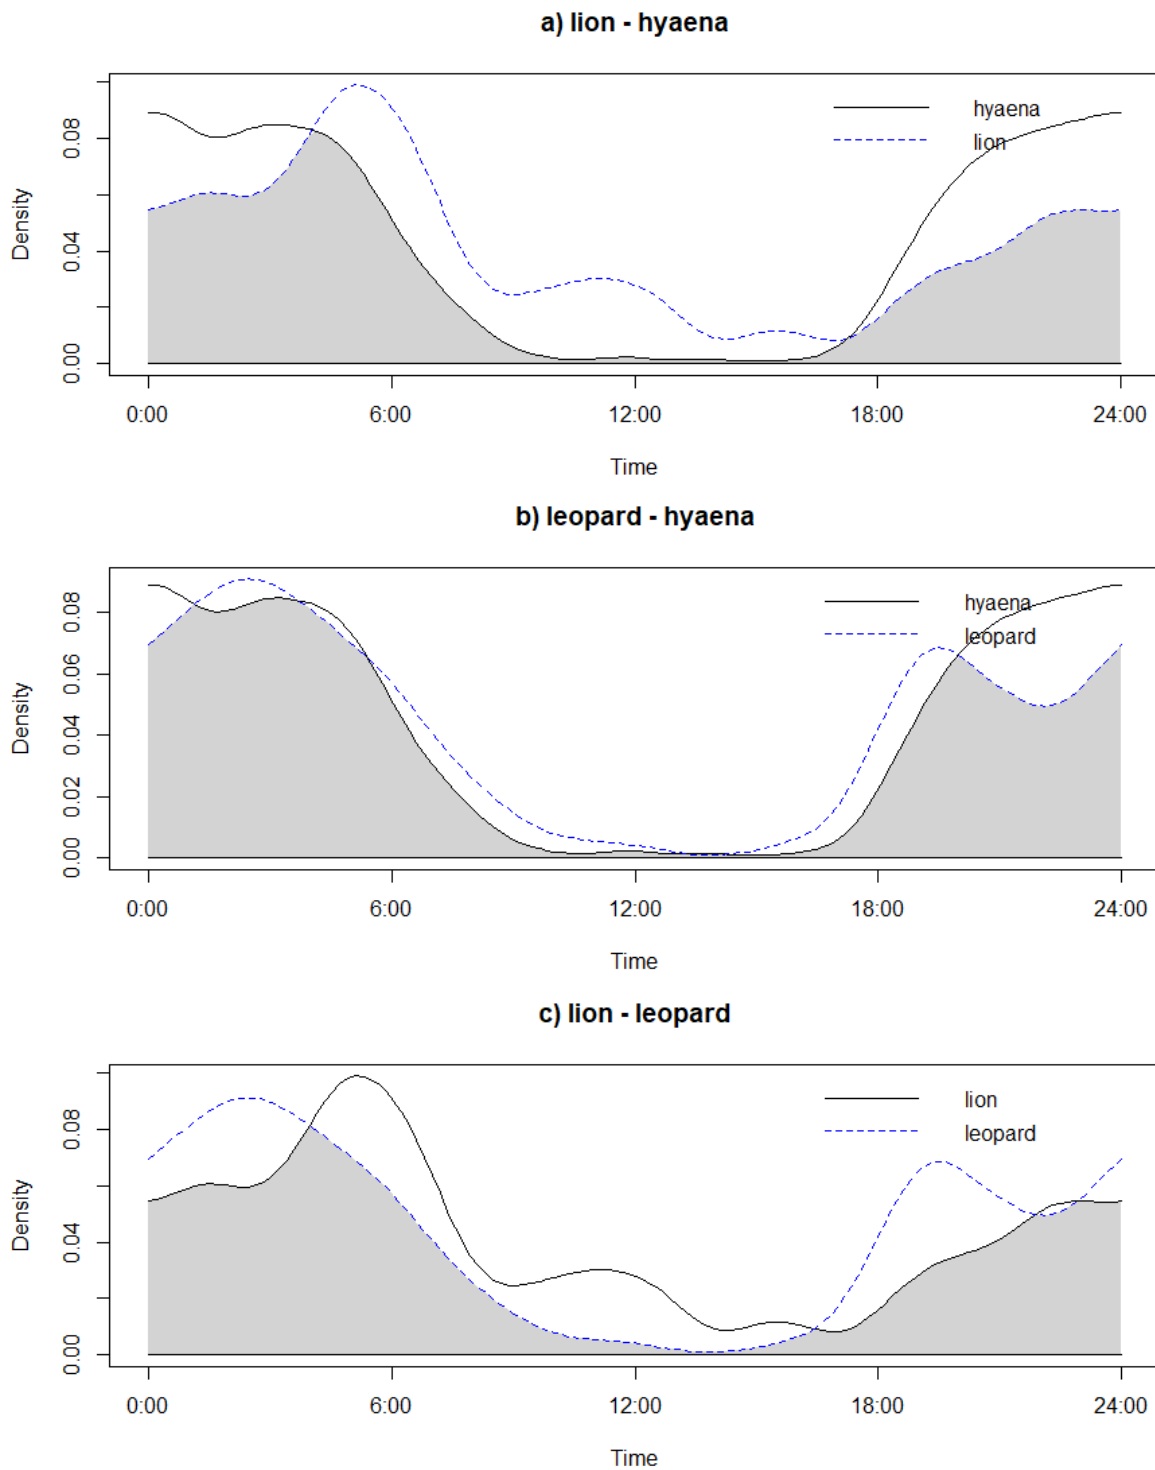 a) lion - hyaena
hyaena
lion
Density
0.00 0.04 0.08
0:00 6:00 12:00 18:00 24:00
Time
b) leopard - hyaena
hyaena
leopard
Density
0.00 0.02 0.04 0.06 0.08
0:00 6:00 12:00 18:00 24:00
Time
c) lion - leopard
lion
leopard
Density
0.00 0.04 0.08
0:00 6:00 12:00 18:00 24:00
Time